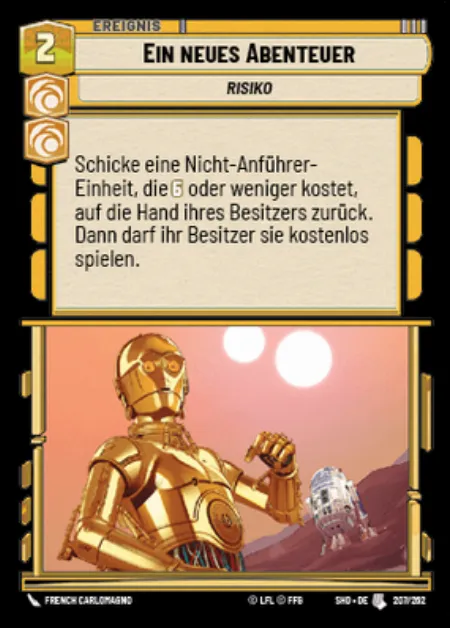 EREIGNIS
2
EIN NEUES ABENTEUER
RISIKO
Schicke eine Nicht-Anführer-
Einheit, die 6 oder weniger kostet,
auf die Hand ihres Besitzers zurück.
Dann darf ihr Besitzer sie kostenlos
spielen.
FRENCH CARLOMAGNO
© LFL © FFG
SHD • DE
207/262